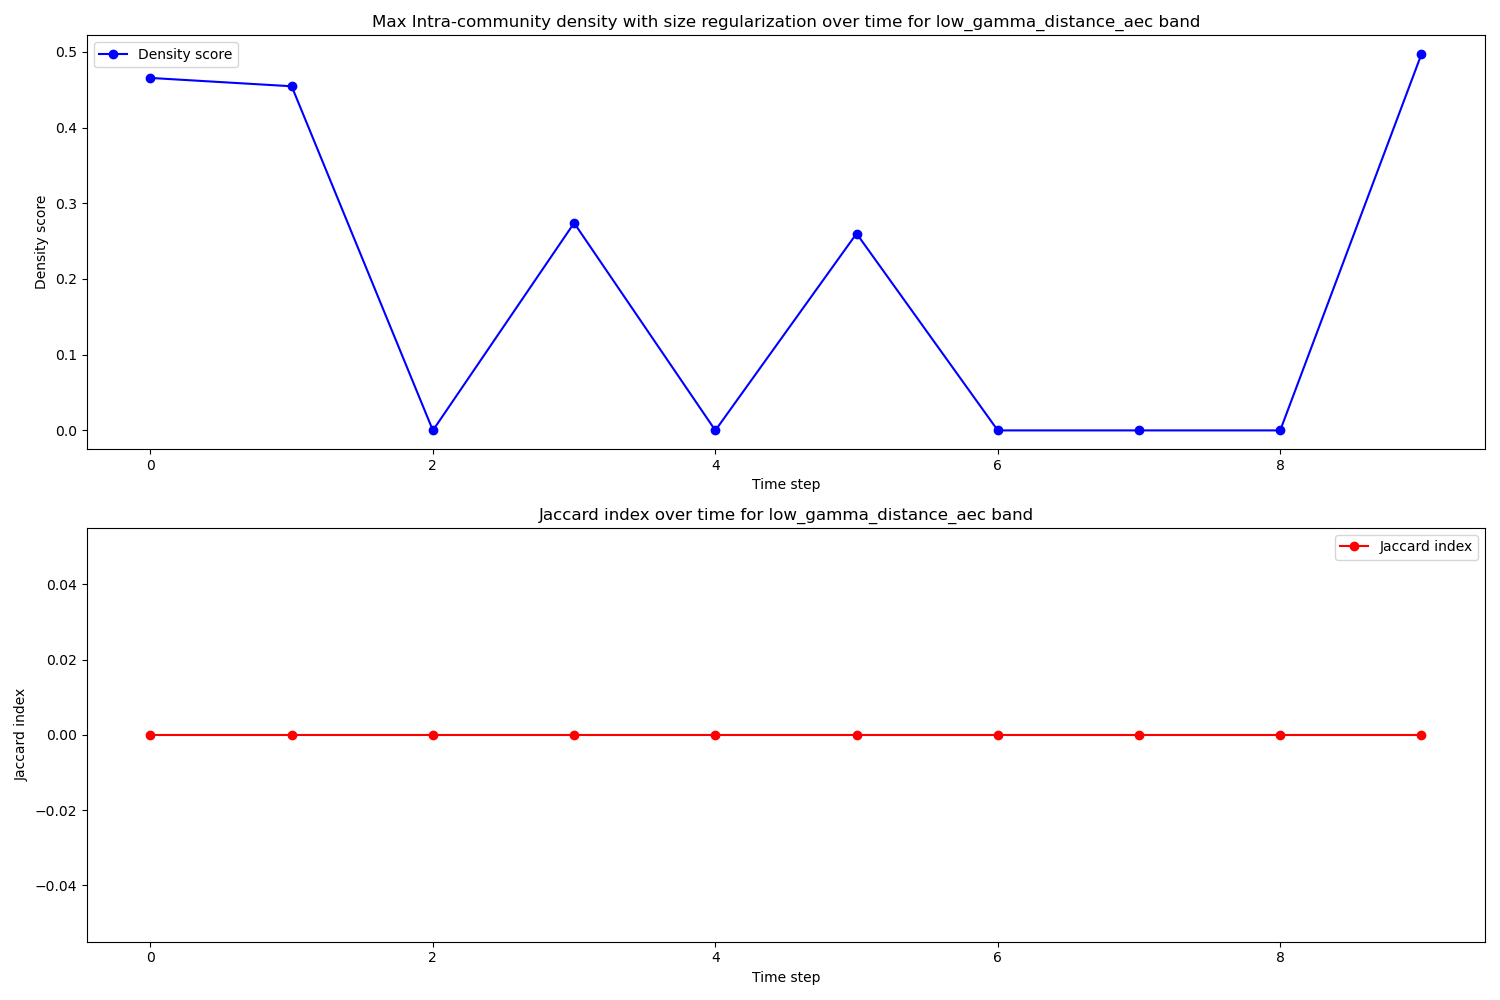 Max Intra-community density with size regularization over time for low_gamma_distance_aec band
Density score
0.5
0.4
0.3
0.2
0.1
0.0
Density score
0 2 4 6 8
Time step
Jaccard index over time for low_gamma_distance_aec band
Jaccard index
0.04
0.02
0.00
−0.02
−0.04
Jaccard index
0 2 4 6 8
Time step